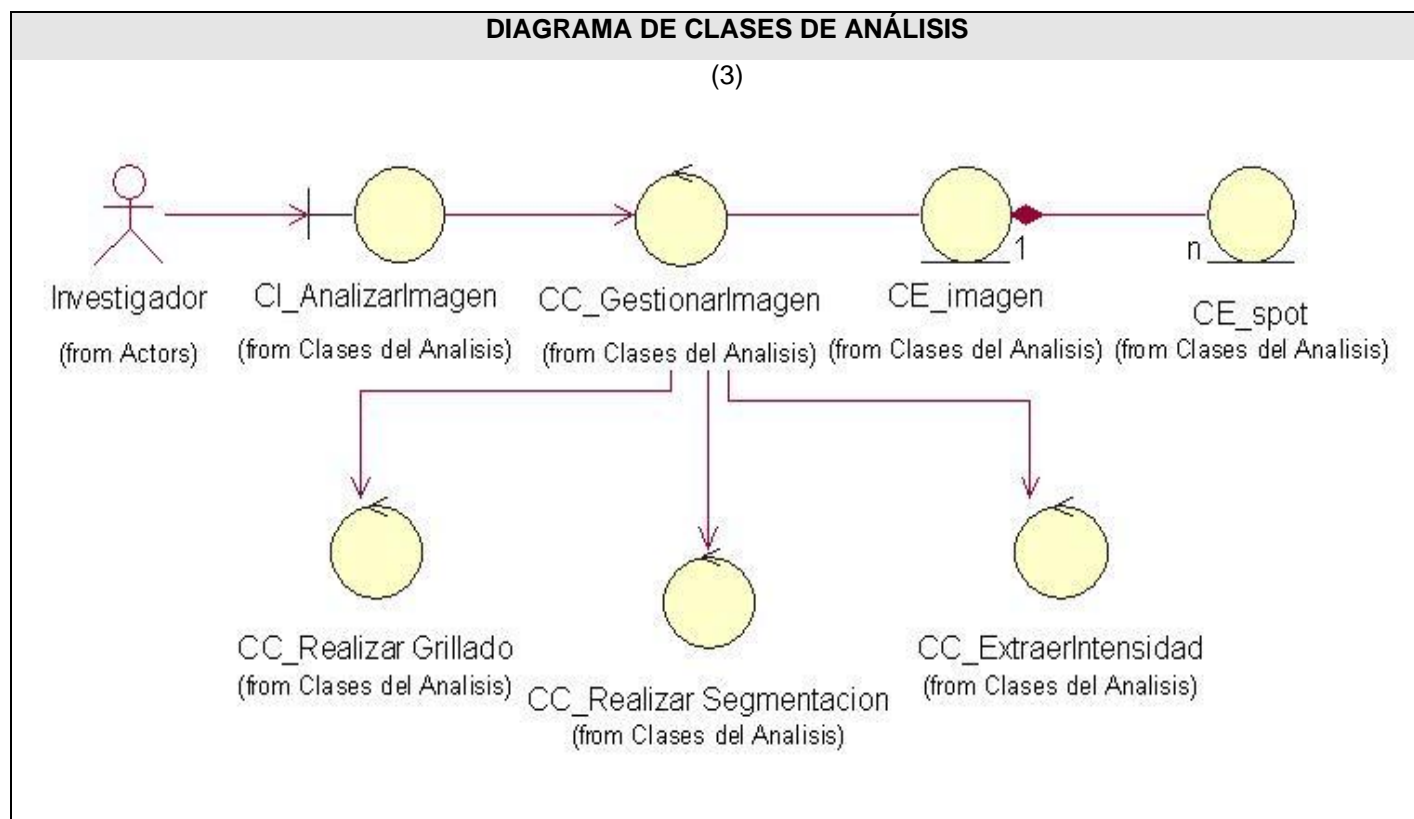 DIAGRAMA DE CLASES DE ANÁLISIS
(3)
1
n
Investigador
(from Actors)
CI_AnalizarImagen
(from Clases del Analisis)
CC_GestionarImagen
(from Clases del Analisis)
CE_imagen
(from Clases del Analisis)
CE_spot
(from Clases del Analisis)
CC_Realizar Grillado
(from Clases del Analisis)
CC_Realizar Segmentacion
(from Clases del Analisis)
CC_ExtraerIntensidad
(from Clases del Analisis)